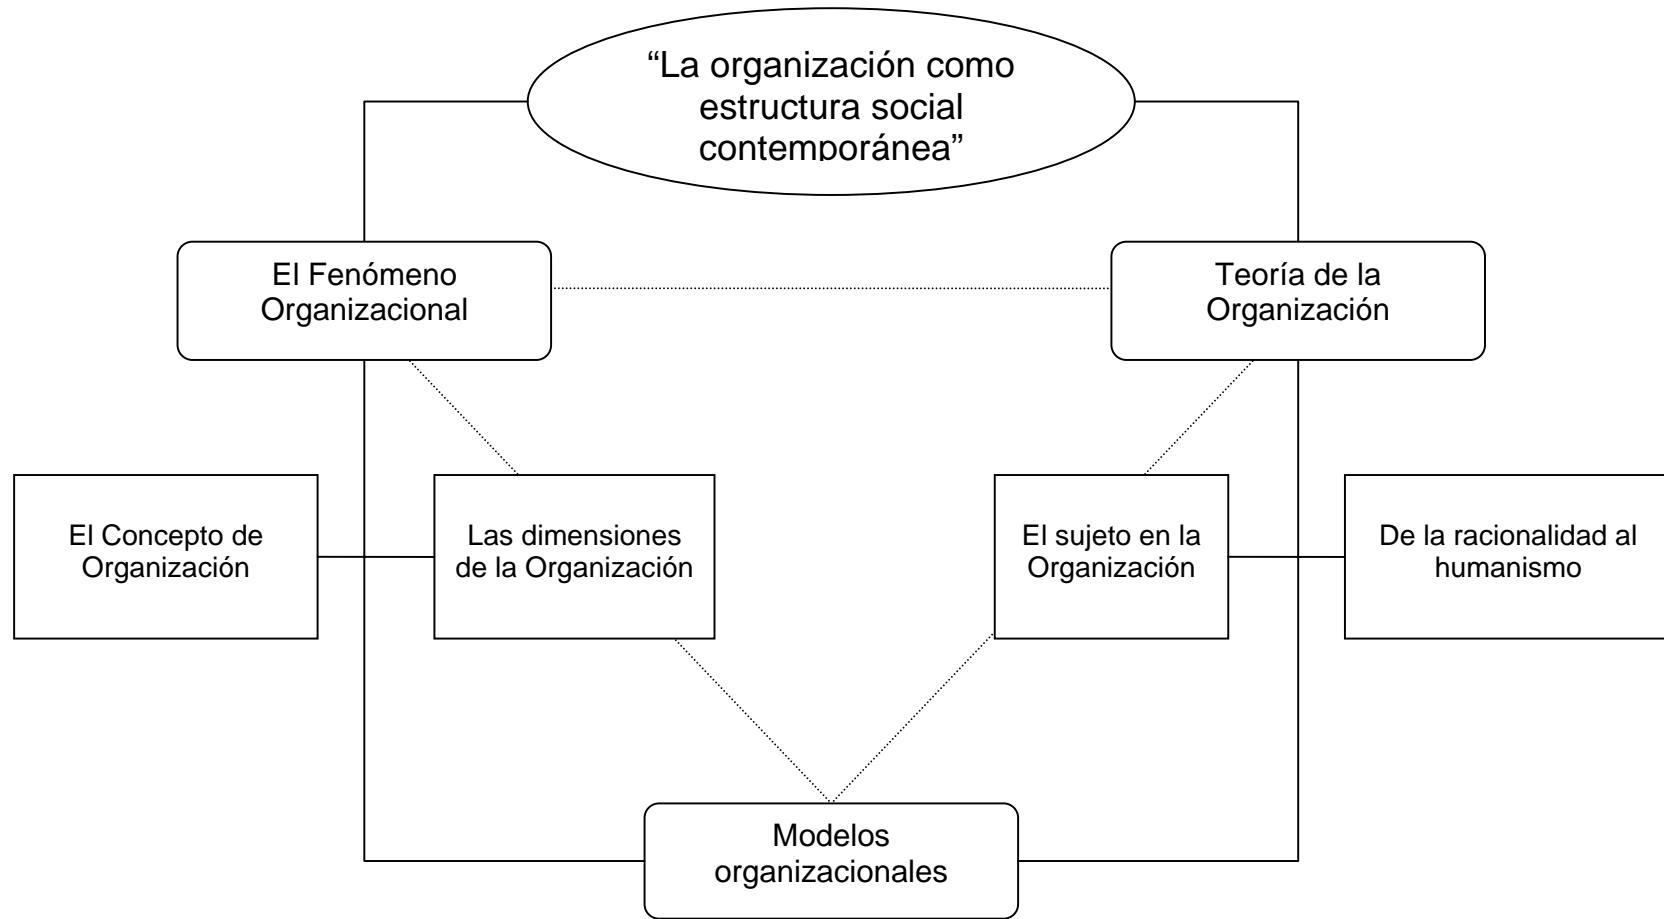 “La organización como
estructura social
contemporánea”
El Fenómeno
Organizacional
Teoría de la
Organización
El Concepto de
Organización
Las dimensiones
de la Organización
El sujeto en la
Organización
De la racionalidad al
humanismo
Modelos
organizacionales